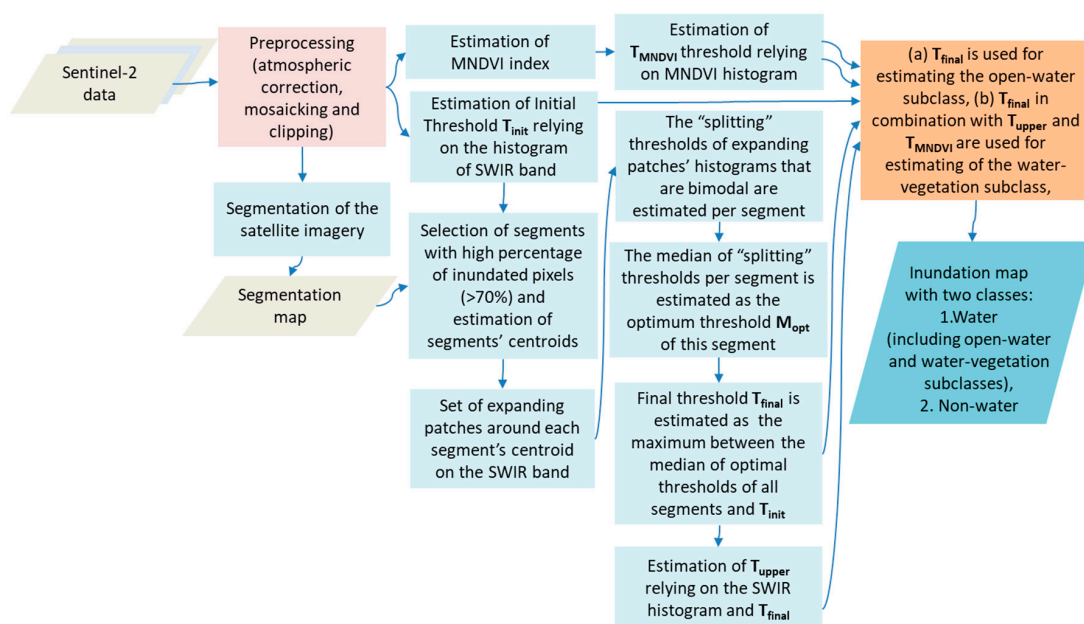 Sentinel-2
data
Preprocessing
(atmospheric
correction,
mosaicking and
clipping)
Segmentation of the
satellite imagery
Segmentation
map
Estimation of
MNDVI index
Estimation of Initial
Threshold Tinit relying
on the histogram
of SWIR band
Selection of segments
with high percentage
of inundated pixels
(>70%) and
estimation of
segments’ centroids
Set of expanding
patches around each
segment’s centroid
on the SWIR band
Estimation of
TMNDVI threshold relying
on MNDVI histogram
The “splitting”
thresholds of expanding
patches’ histograms that
are bimodal are
estimated per segment
The median of “splitting”
thresholds per segment is
estimated as the
optimum threshold Mopt
of this segment
Final threshold Tfinal is
estimated as the
maximum between the
median of optimal
thresholds of all
segments and Tinit
Estimation of Tupper
relying on the SWIR
histogram and Tfinal
(a) Tfinal is used for
estimating the open-water
subclass, (b) Tfinal in
combination with Tupper and
TMNDVI are used for
estimating of the water-
vegetation subclass,
Inundation map
with two classes:
1.Water
(including open-water
and water-vegetation
subclasses),
2. Non-water